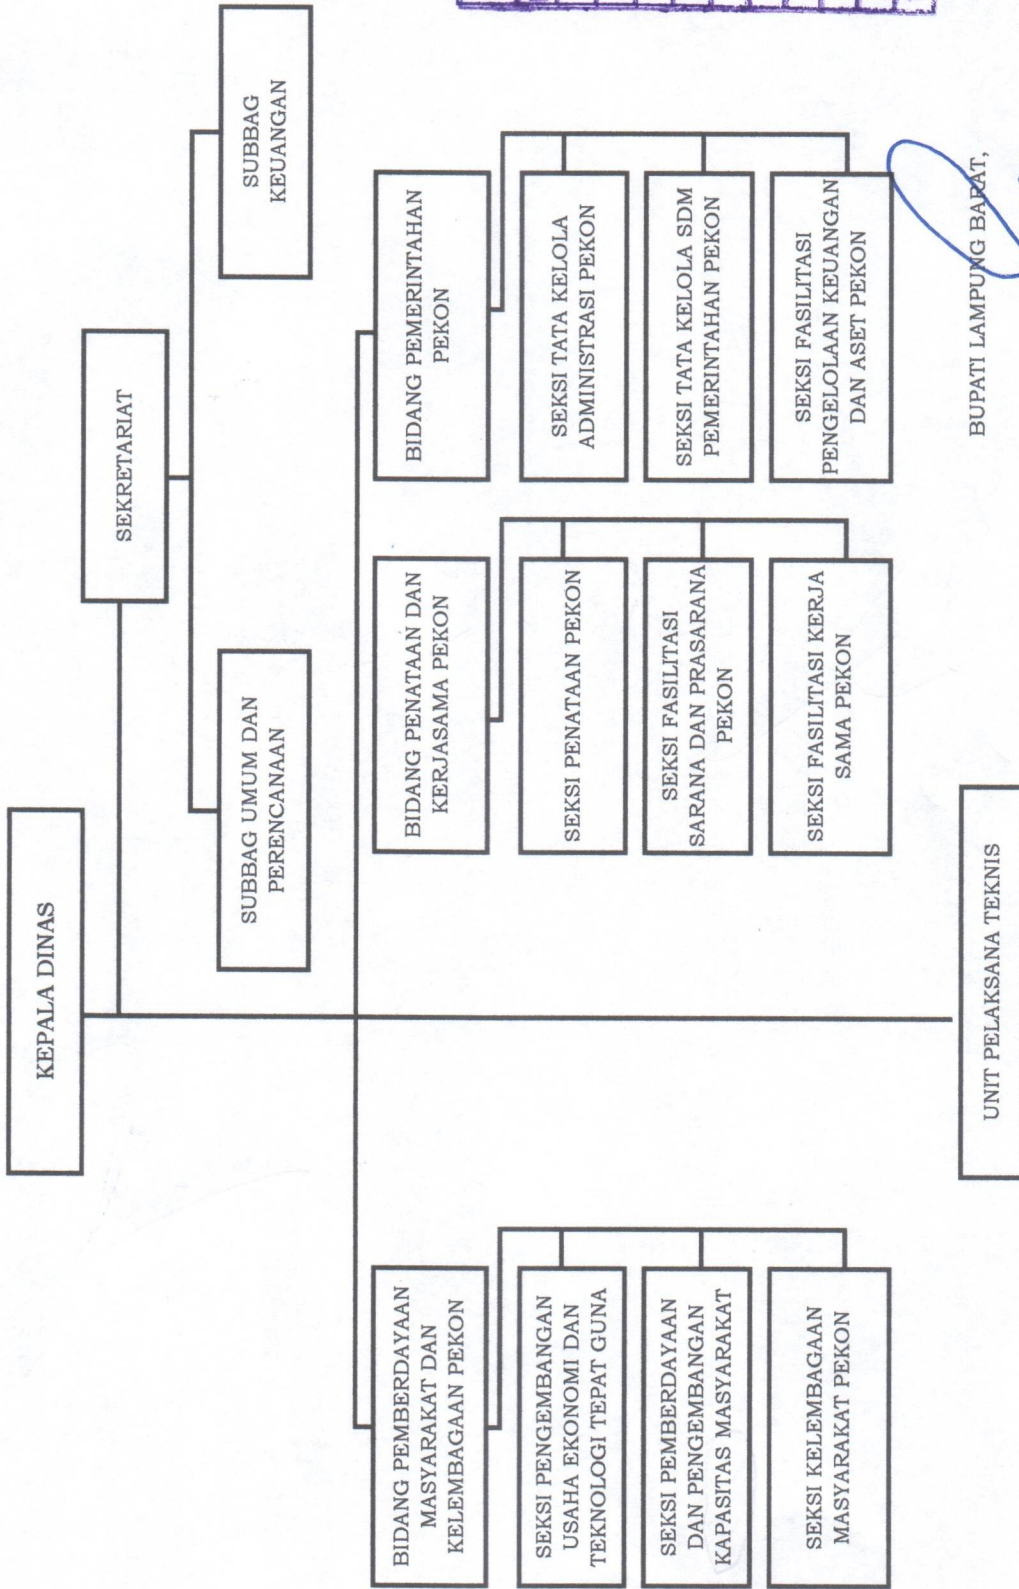 KEPALA DINAS
SEKRETARIAT
SUBBAG UMUM DAN
PERENCANAAN
SUBBAG
KEUANGAN
BIDANG PEMBERDAYAAN
MASYARAKAT DAN
KELEMBAGAAN PEKON
SEKSI PENGEMBANGAN
USAHA EKONOMI DAN
TEKNOLOGI TEPAT GUNA
SEKSI PEMBERDAYAAN
DAN PENGEMBANGAN
KAPASITAS MASYARAKAT
SEKSI KELEMBAGAAN
MASYARAKAT PEKON
BIDANG PENATAAN DAN
KERJASAMA PEKON
SEKSI PENATAAN PEKON
SEKSI FASILITASI
SARANA DAN PRASARANA
PEKON
SEKSI FASILITASI KERJA
SAMA PEKON
BIDANG PEMERINTAHAN
PEKON
SEKSI TATA KELOLA
ADMINISTRASI PEKON
SEKSI TATA KELOLA SDM
PEMERINTAHAN PEKON
SEKSI FASILITASI
PENGELOLAAN KEUANGAN
DAN ASET PEKON
UNIT PELAKSANA TEKNIS
BUPATI LAMPUNG BARAT,